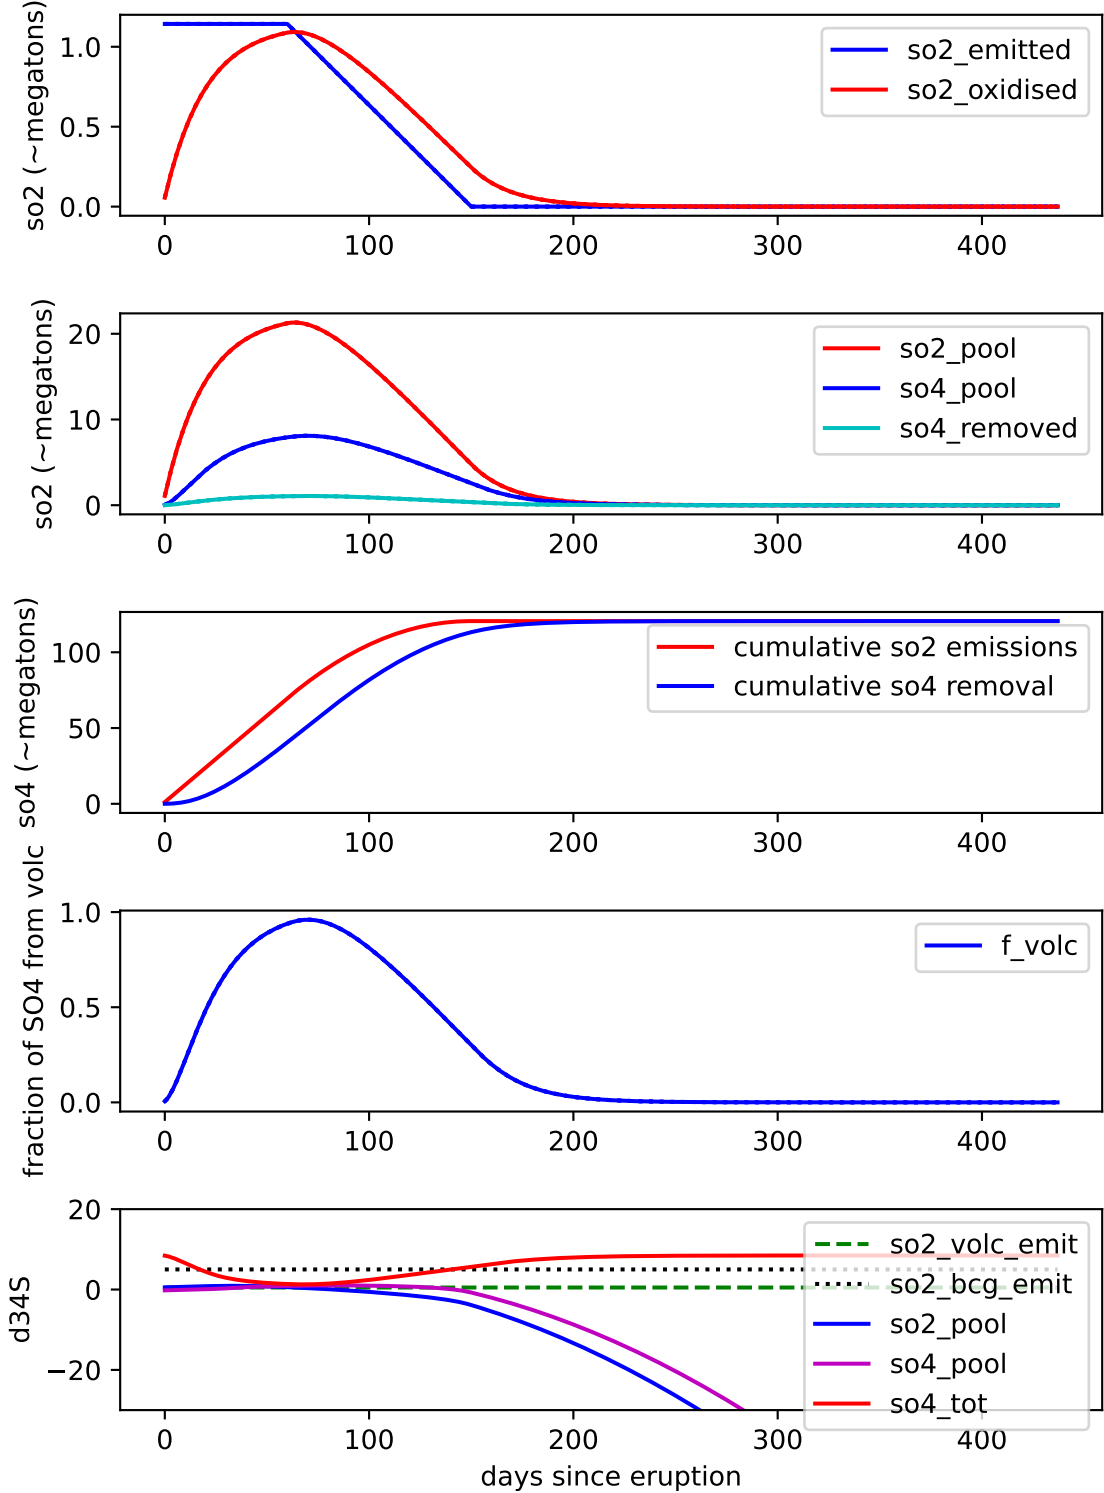 so2 (~megatons)
1.0
0.5
0.0
so2_emitted
so2_oxidised
0 100 200 300 400
so2 (~megatons)
20
10
0
so2_pool
so4_pool
so4_removed
0 100 200 300 400
so4 (~megatons)
100
50
0
cumulative so2 emissions
cumulative so4 removal
0 100 200 300 400
fraction of SO4 from volc
1.0
0.5
0.0
f_volc
0 100 200 300 400
d34S
20
0
−20
so2_volc_emit
so2_bcg_emit
so2_pool
so4_pool
so4_tot
0 100 200 300 400
days since eruption